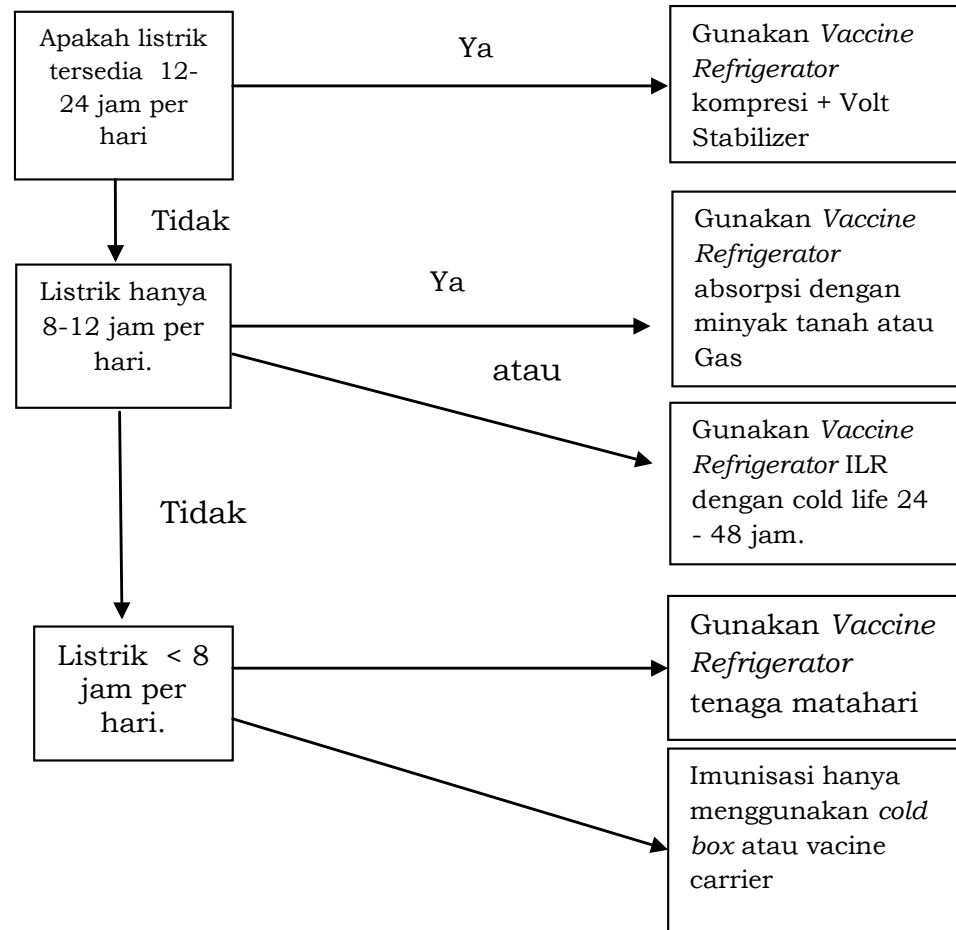 Apakah listrik
tersedia 12-
24 jam per
hari
Ya
Gunakan Vaccine
Refrigerator
kompresi + Volt
Stabilizer
Tidak
Listrik hanya
8-12 jam per
hari.
Ya
Gunakan Vaccine
Refrigerator
absorpsi dengan
minyak tanah atau
Gas
atau
Gunakan Vaccine
Refrigerator ILR
dengan cold life 24
- 48 jam.
Tidak
Listrik < 8
jam per
hari.
Gunakan Vaccine
Refrigerator
tenaga matahari
Imunisasi hanya
menggunakan cold
box atau vacine
carrier